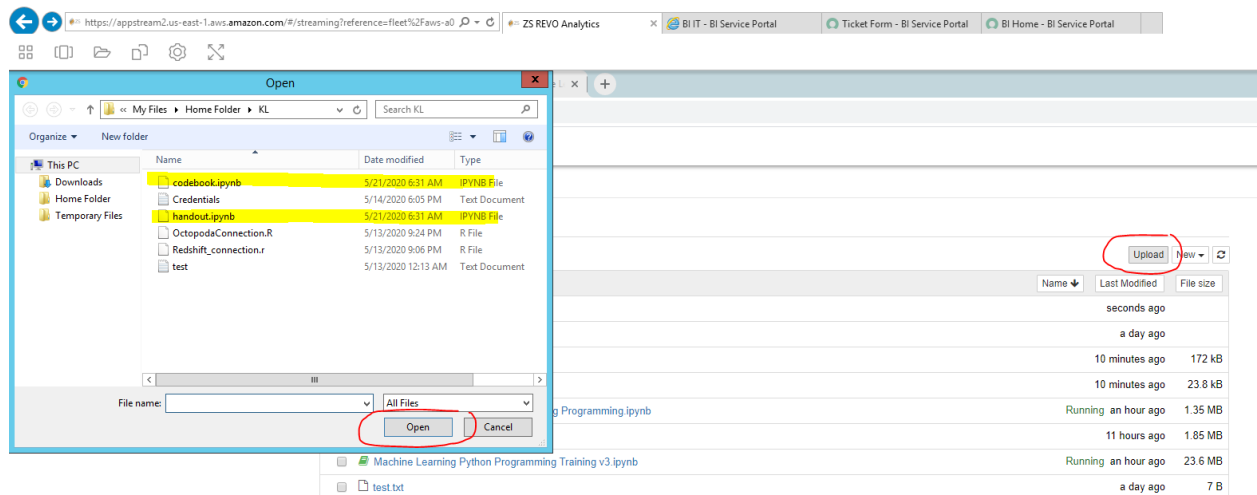 https://appstream2.us-east-1.aws.amazon.com/#/streaming?reference=fleet%2Faws-a0
ZS REVO Analytics
BI IT - BI Service Portal
Ticket Form - BI Service Portal
BI Home - BI Service Portal
Open
« My Files Home Folder KL
Search KL
Organize New folder
This PC
Downloads
Home Folder
Temporary Files
Name Date modified Type
codebook.ipynb 5/21/2020 6:31 AM IPYNB File
Credentials 5/14/2020 6:05 PM Text Document
handout.ipynb 5/21/2020 6:31 AM IPYNB File
OctopodaConnection.R 5/13/2020 9:24 PM R File
Redshift_connection.r 5/13/2020 9:06 PM R File
test 5/13/2020 12:13 AM Text Document
File name:
All Files
Open Cancel
Upload New
Name Last Modified File size
seconds ago
a day ago
10 minutes ago 172 kB
10 minutes ago 23.8 kB
Programming.ipynb Running an hour ago 1.35 MB
11 hours ago 1.85 MB
Machine Learning Python Programming Training v3.ipynb Running an hour ago 23.6 MB
test.txt a day ago 7 B